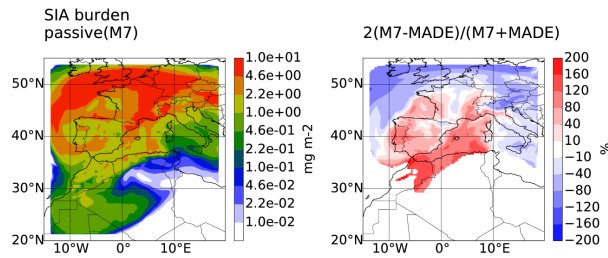 SIA burden
passive(M7)
2(M7-MADE)/(M7+MADE)
50°N
40°N
30°N
20°N
10°W
0°
10°E
1.0e+01
4.6e+00
2.2e+00
1.0e+00
4.6e-01
2.2e-01
1.0e-01
4.6e-02
2.2e-02
1.0e-02
mg m-2
50°N
40°N
30°N
20°N
10°W
0°
10°E
200
160
120
80
40
10
−10
−40
−80
−120
−160
−200
%